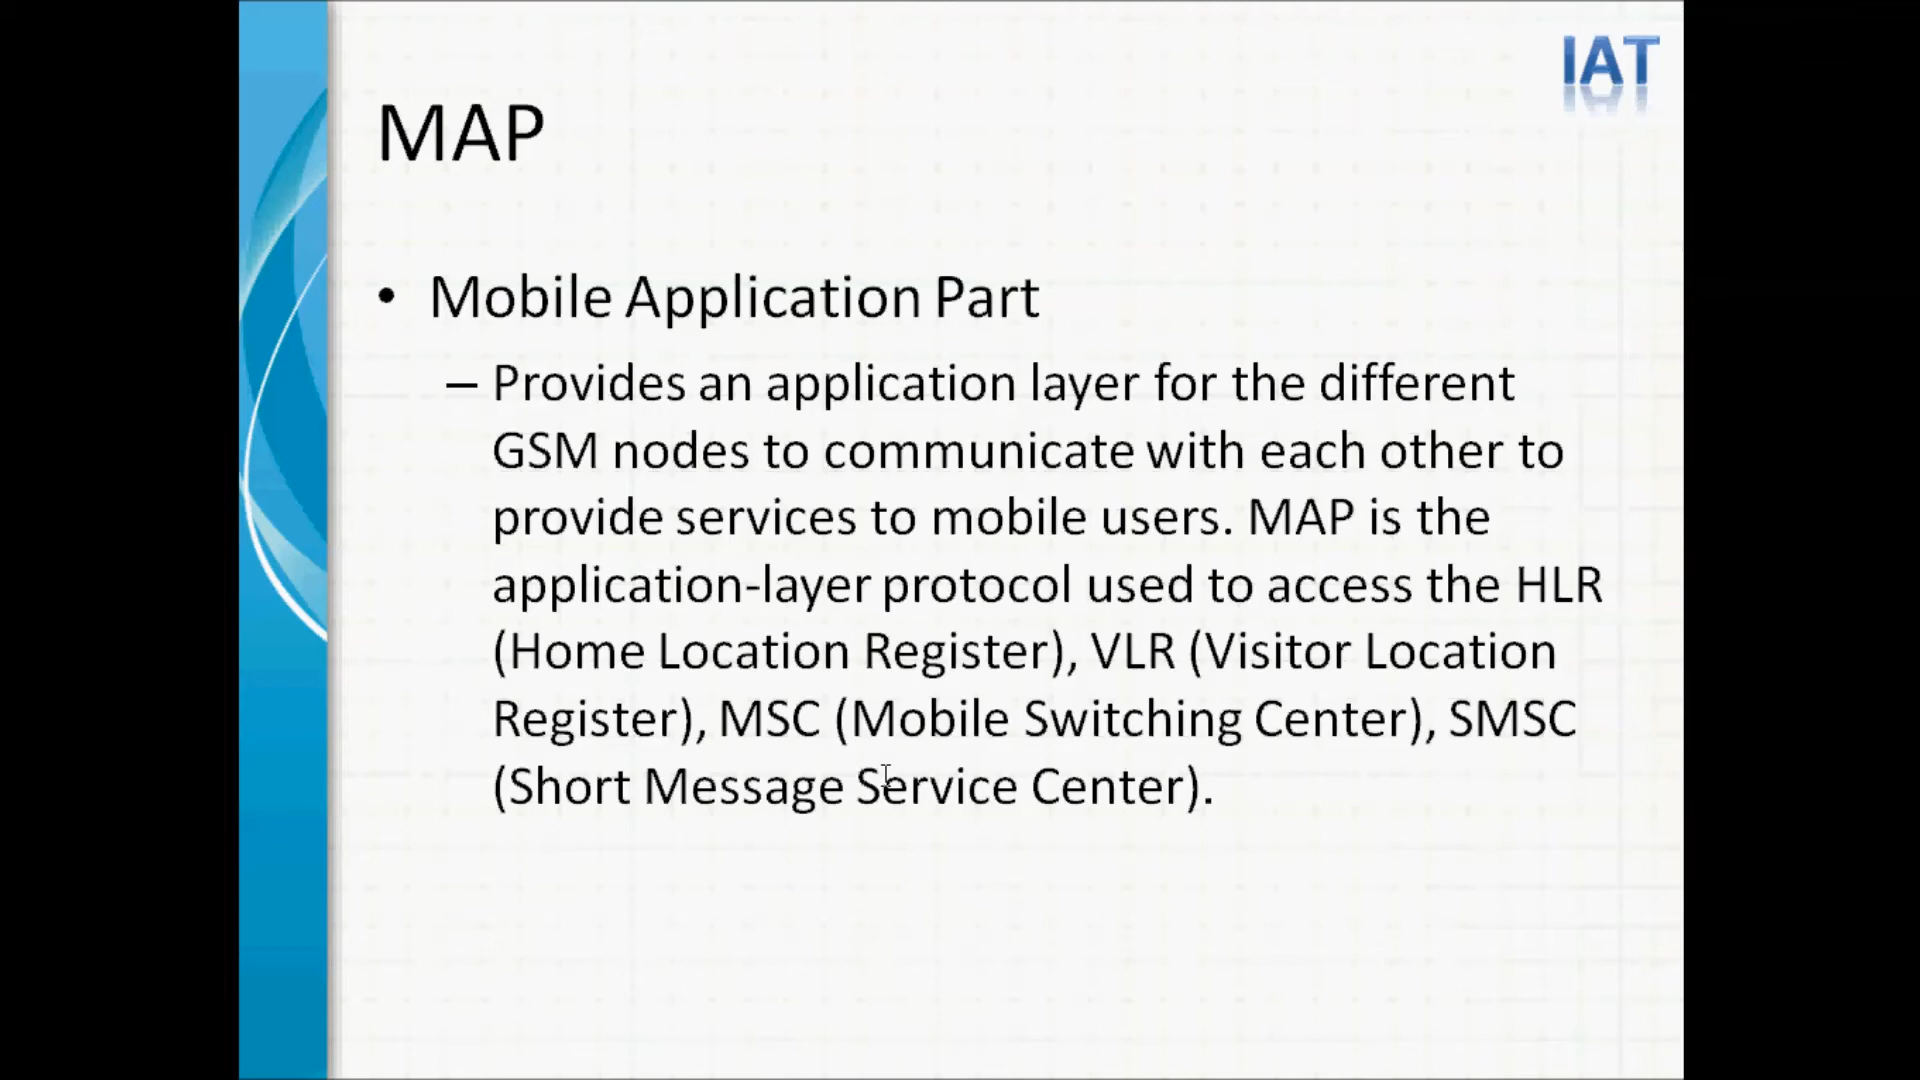 IAT
MAP
• Mobile Application Part
– Provides an application layer for the different
GSM nodes to communicate with each other to
provide services to mobile users. MAP is the
application-layer protocol used to access the HLR
(Home Location Register), VLR (Visitor Location
Register), MSC (Mobile Switching Center), SMSC
(Short Message Service Center).